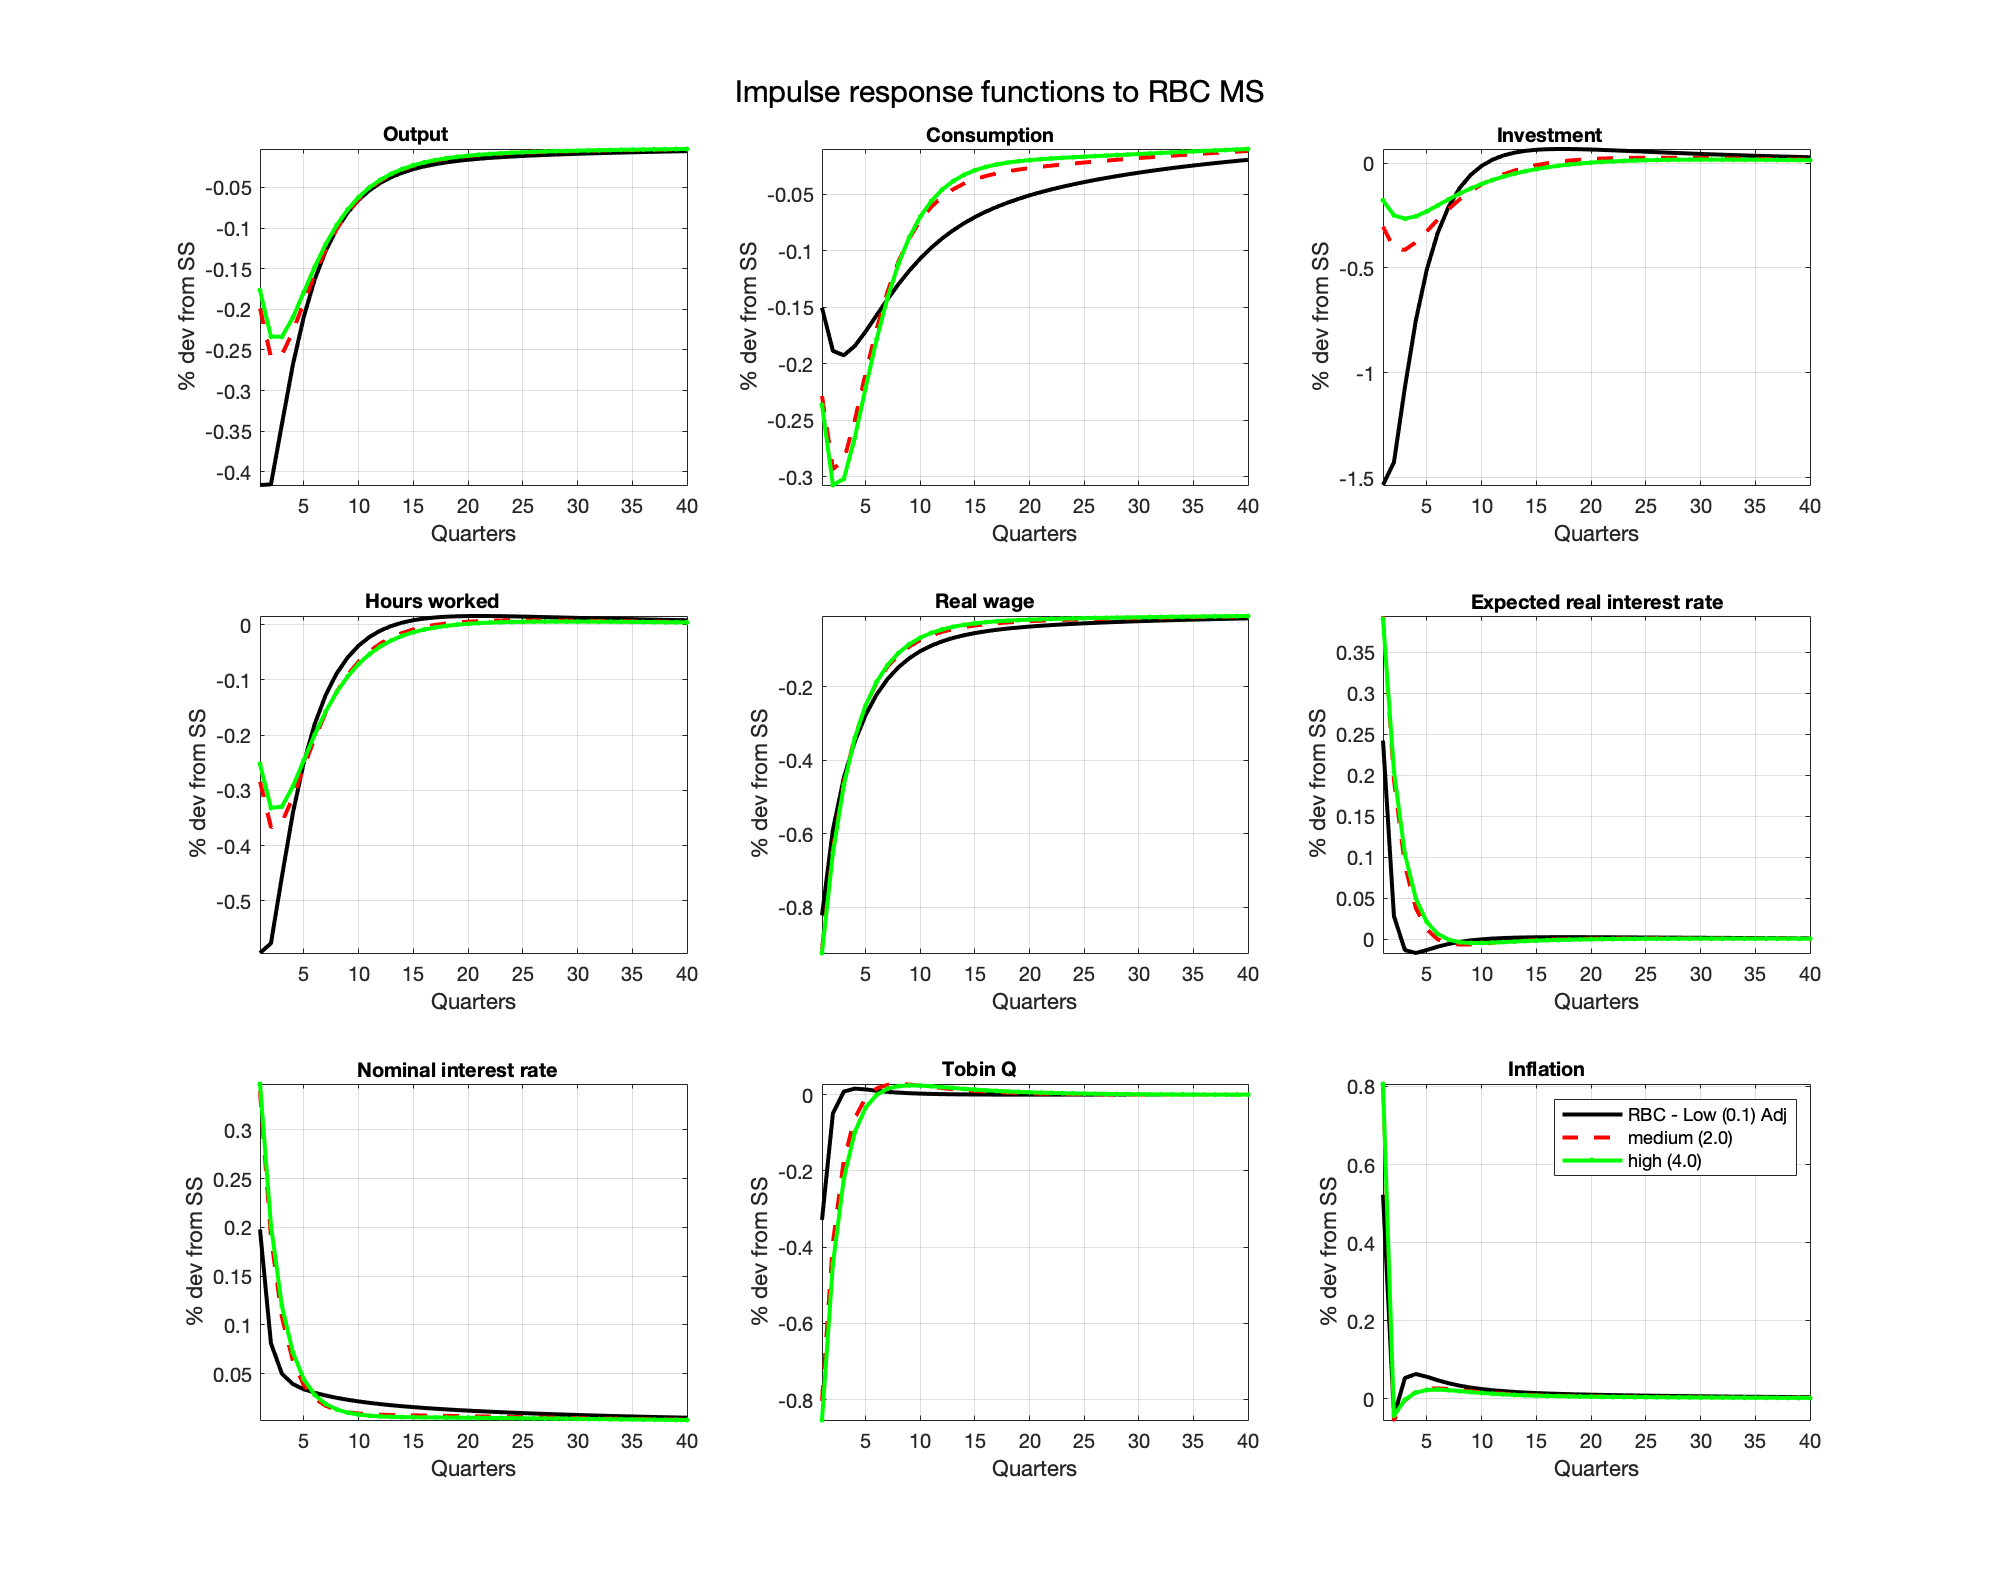 Impulse response functions to RBC MS
Output
% dev from SS
-0.05
-0.1
-0.15
-0.2
-0.25
-0.3
-0.35
-0.4
5 10 15 20 25 30 35 40
Quarters
Consumption
% dev from SS
-0.05
-0.1
-0.15
-0.2
-0.25
-0.3
5 10 15 20 25 30 35 40
Quarters
Investment
% dev from SS
0
-0.5
-1
-1.5
5 10 15 20 25 30 35 40
Quarters
Hours worked
% dev from SS
0
-0.1
-0.2
-0.3
-0.4
-0.5
5 10 15 20 25 30 35 40
Quarters
Real wage
% dev from SS
-0.2
-0.4
-0.6
-0.8
5 10 15 20 25 30 35 40
Quarters
Expected real interest rate
% dev from SS
0.35
0.3
0.25
0.2
0.15
0.1
0.05
0
5 10 15 20 25 30 35 40
Quarters
Nominal interest rate
% dev from SS
0.3
0.25
0.2
0.15
0.1
0.05
5 10 15 20 25 30 35 40
Quarters
Tobin Q
% dev from SS
0
-0.2
-0.4
-0.6
-0.8
5 10 15 20 25 30 35 40
Quarters
Inflation
% dev from SS
0.8
0.6
0.4
0.2
0
RBC - Low (0.1) Adj
medium (2.0)
high (4.0)
5 10 15 20 25 30 35 40
Quarters